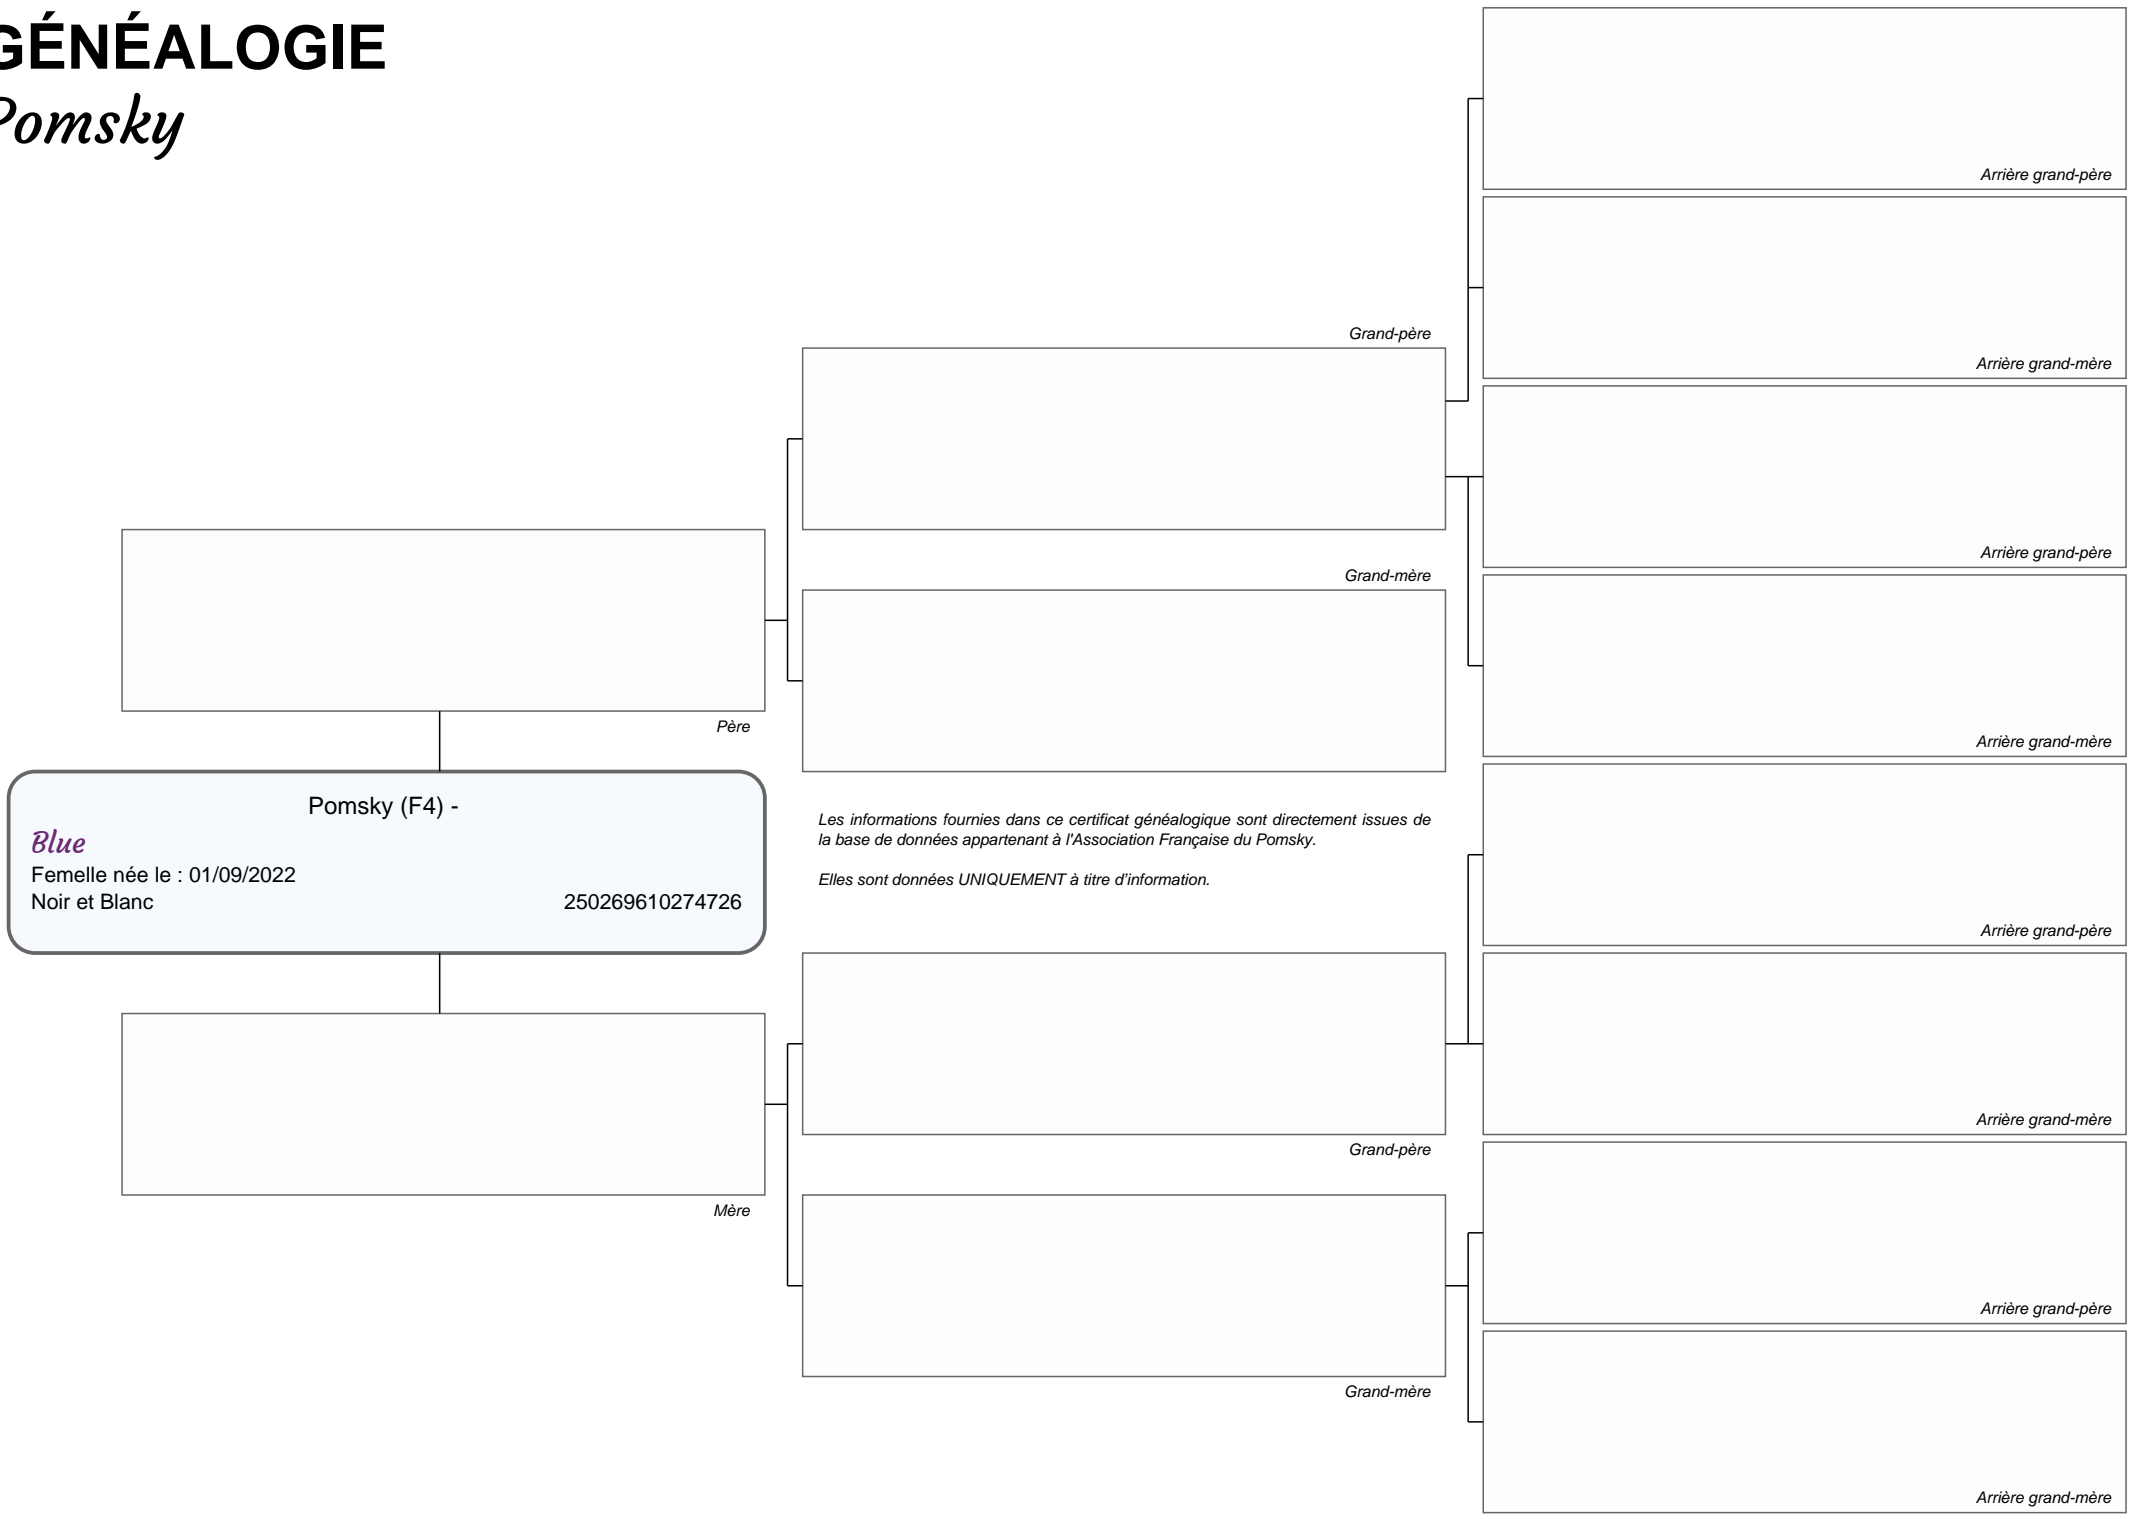 GÉNÉALOGIE
Pomsky
Arrière grand-père
Arrière grand-mère
Grand-père
Arrière grand-père
Grand-mère
Arrière grand-mère
Père
Pomsky (F4) -
Blue
Femelle née le : 01/09/2022
Noir et Blanc 250269610274726
Les informations fournies dans ce certificat généalogique sont directement issues de
la base de données appartenant à l'Association Française du Pomsky.
Elles sont données UNIQUEMENT à titre d’information.
Arrière grand-père
Arrière grand-mère
Grand-père
Mère
Arrière grand-père
Grand-mère
Arrière grand-mère